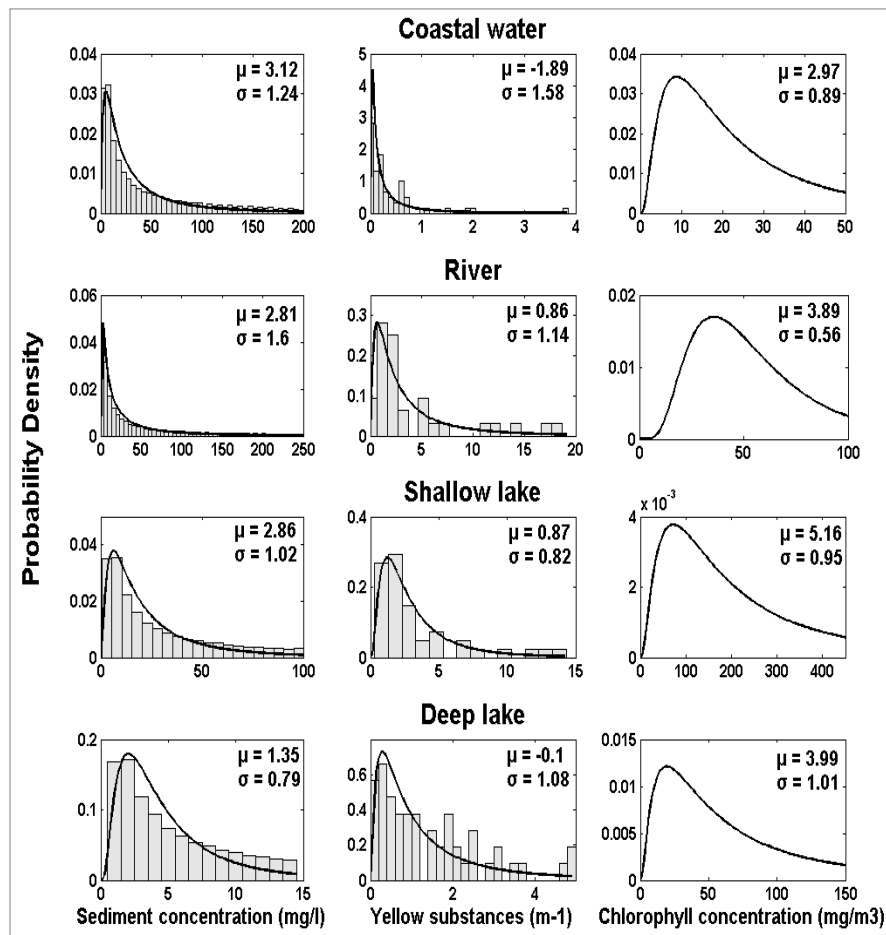 Coastal water
0.04
0.03
0.02
0.01
0
0 50 100 150 200
μ = 3.12
σ = 1.24
5
4
3
2
1
0
0 1 2 3 4
μ = -1.89
σ = 1.58
0.04
0.03
0.02
0.01
0
0 10 20 30 40 50
μ = 2.97
σ = 0.89
River
0.06
0.04
0.02
0
0 50 100 150 200 250
μ = 2.81
σ = 1.6
0.3
0.2
0.1
0
0 5 10 15 20
μ = 0.86
σ = 1.14
0.02
0.01
0
0 50 100
μ = 3.89
σ = 0.56
Probability Density
Shallow lake
0.04
0.02
0
50 100
μ = 2.86
σ = 1.02
0.4
0.2
0
0 5 10 15
μ = 0.87
σ = 0.82
x 10-3
4
2
0
100 200 300 400
μ = 5.16
σ = 0.95
Deep lake
0.2
0.1
0
0 5 10 15
μ = 1.35
σ = 0.79
Sediment concentration (mg/l)
0.6
0.4
0.2
0
0 2 4
μ = -0.1
σ = 1.08
Yellow substances (m-1)
0.015
0.01
0.005
0
0 50 100 150
μ = 3.99
σ = 1.01
Chlorophyll concentration (mg/m3)